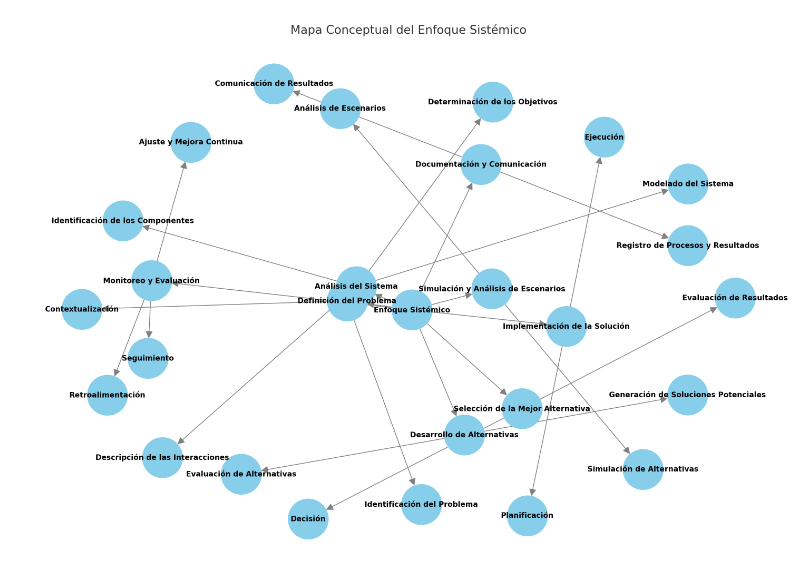 Mapa Conceptual del Enfoque Sistémico
Comunicación de Resultados
Análisis de Escenarios
Determinación de los Objetivos
Ejecución
Ajuste y Mejora Continua
Documentación y Comunicación
Modelado del Sistema
Identificación de los Componentes
Registro de Procesos y Resultados
Monitoreo y Evaluación
Análisis del Sistema
Simulación y Análisis de Escenarios
Evaluación de Resultados
Definición del Problema
Contextualización
Enfoque Sistémico
Implementación de la Solución
Seguimiento
Retroalimentación
Generación de Soluciones Potenciales
Selección de la Mejor Alternativa
Desarrollo de Alternativas
Descripción de las Interacciones
Simulación de Alternativas
Evaluación de Alternativas
Identificación del Problema
Planificación
Decisión